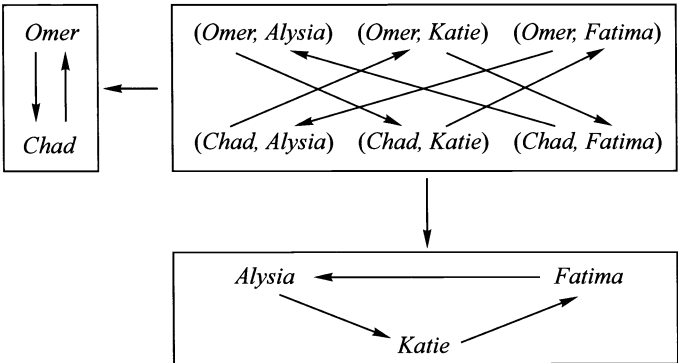 Omer
Chad
(Omer, Alysia) (Omer, Katie) (Omer, Fatima)
(Chad, Alysia) (Chad, Katie) (Chad, Fatima)
Alysia Fatima
Katie